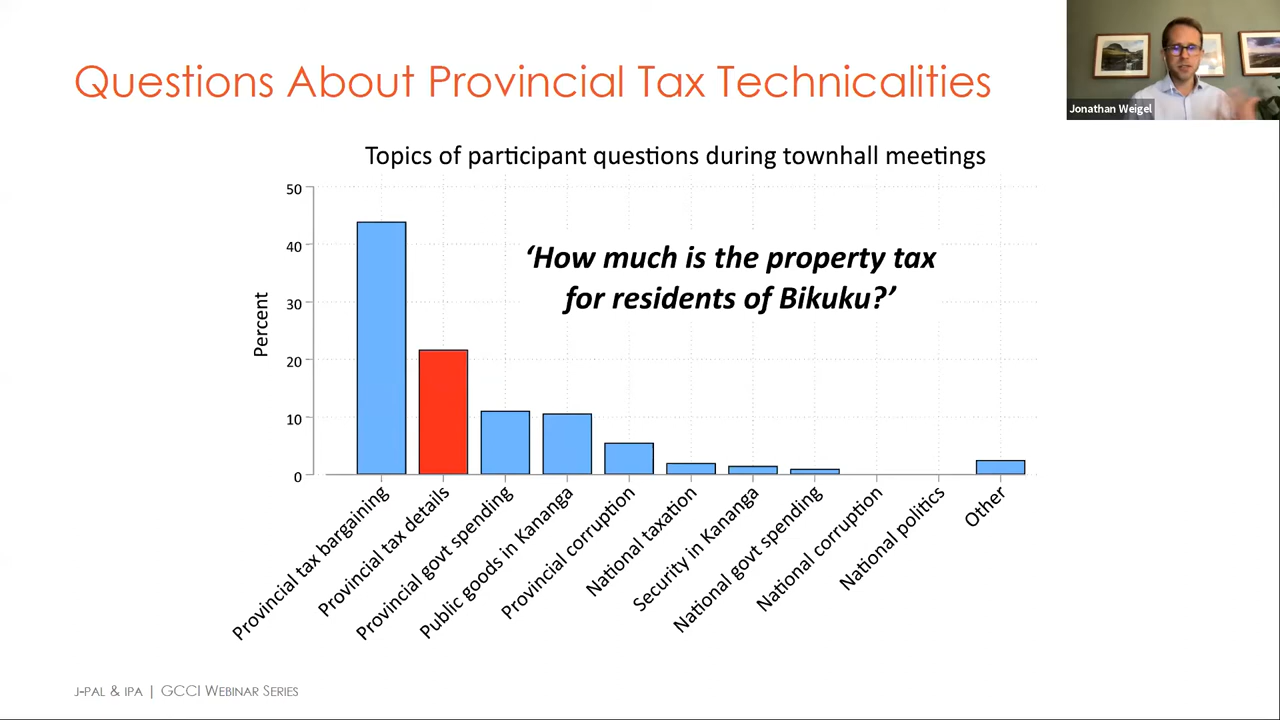 Questions About Provincial Tax Technicalities
Jonathan Weigel
Topics of participant questions during townhall meetings
50
40
30
20
10
0
Percent
‘How much is the property tax
for residents of Bikuku?’
Provincial tax bargaining
Provincial tax details
Provincial govt spending
Public goods in Kananga
Provincial corruption
National taxation
Security in Kananga
National govt spending
National corruption
National politics
Other
J-PAL & IPA | GCCI WEBINAR SERIES